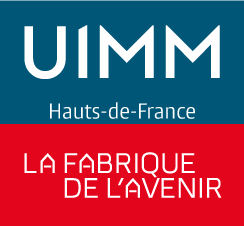 UIMM
Hauts-de-France
LA FABRIQUE
DE L'AVENIR